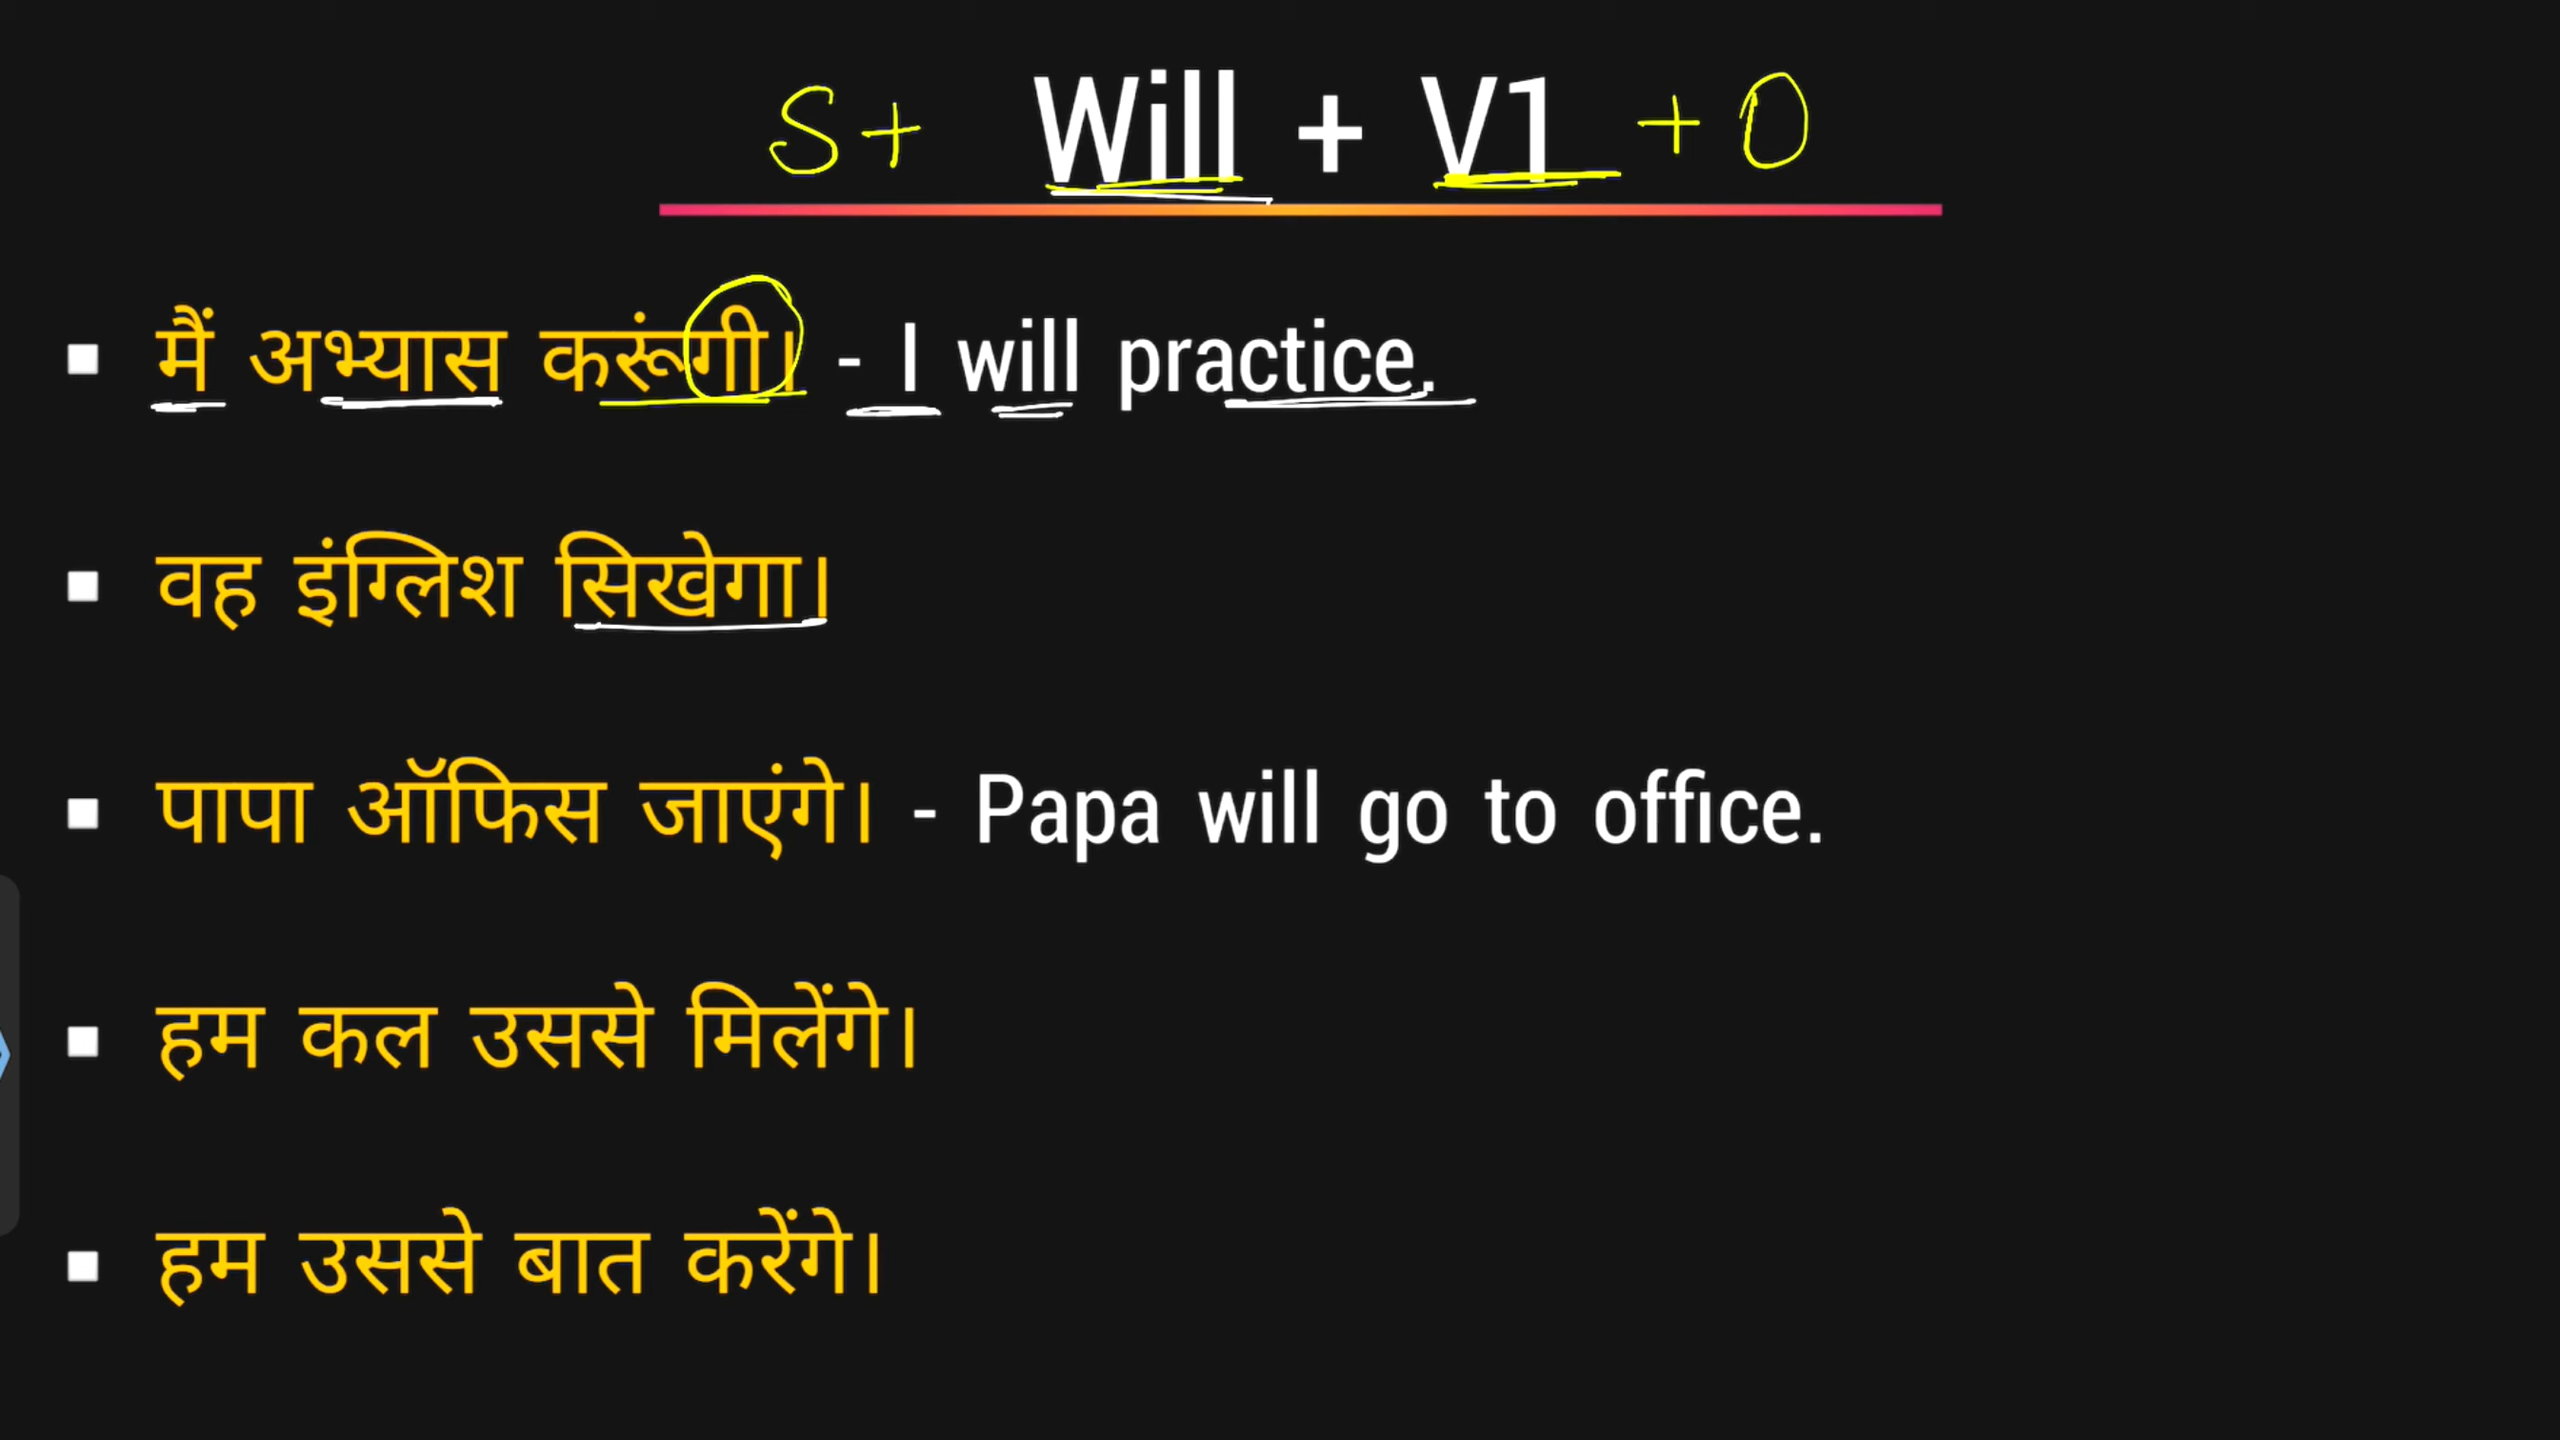 S + Will + V1 + O
▪ मैं अभ्यास करूंगी। - I will practice.
▪ वह इंग्लिश सिखेगा।
▪ पापा ऑफिस जाएंगे। - Papa will go to office.
▪ हम कल उससे मिलेंगे।
▪ हम उससे बात करेंगे।